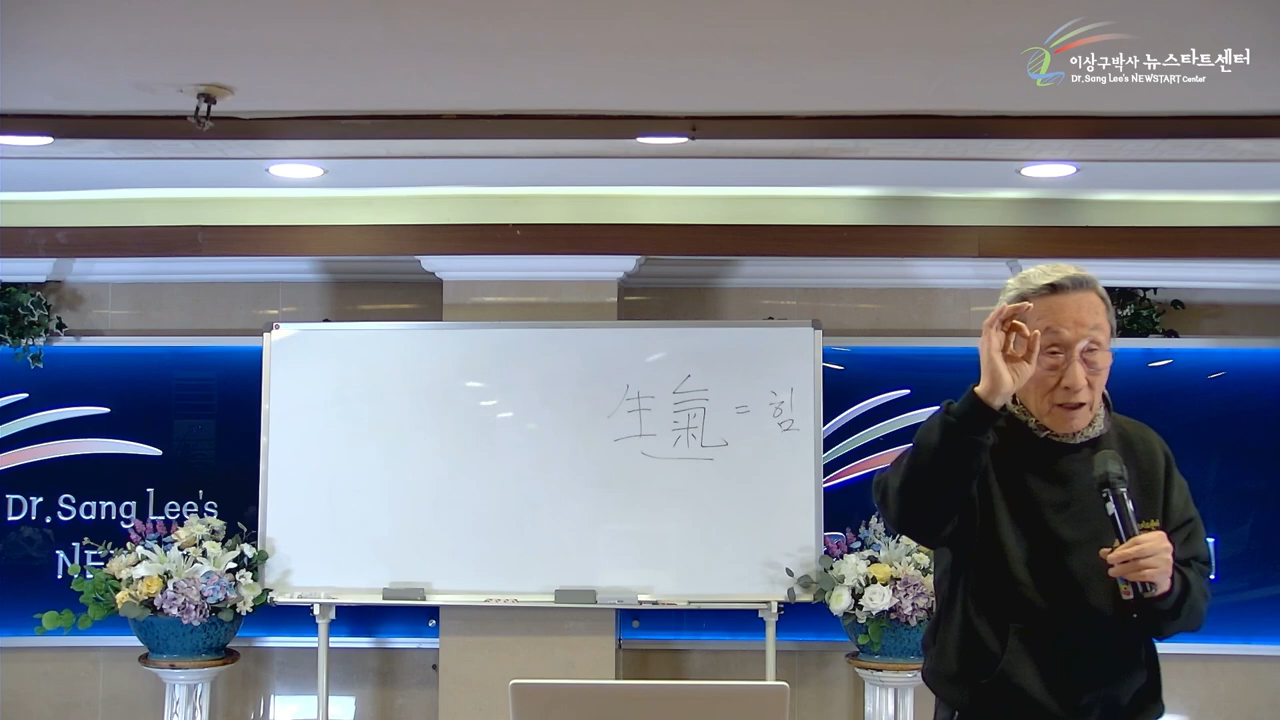 이상구박사 뉴스타트센터
Dr. Sang Lee's NEWSTART Center
生氣 = 힘
Dr. Sang Lee's